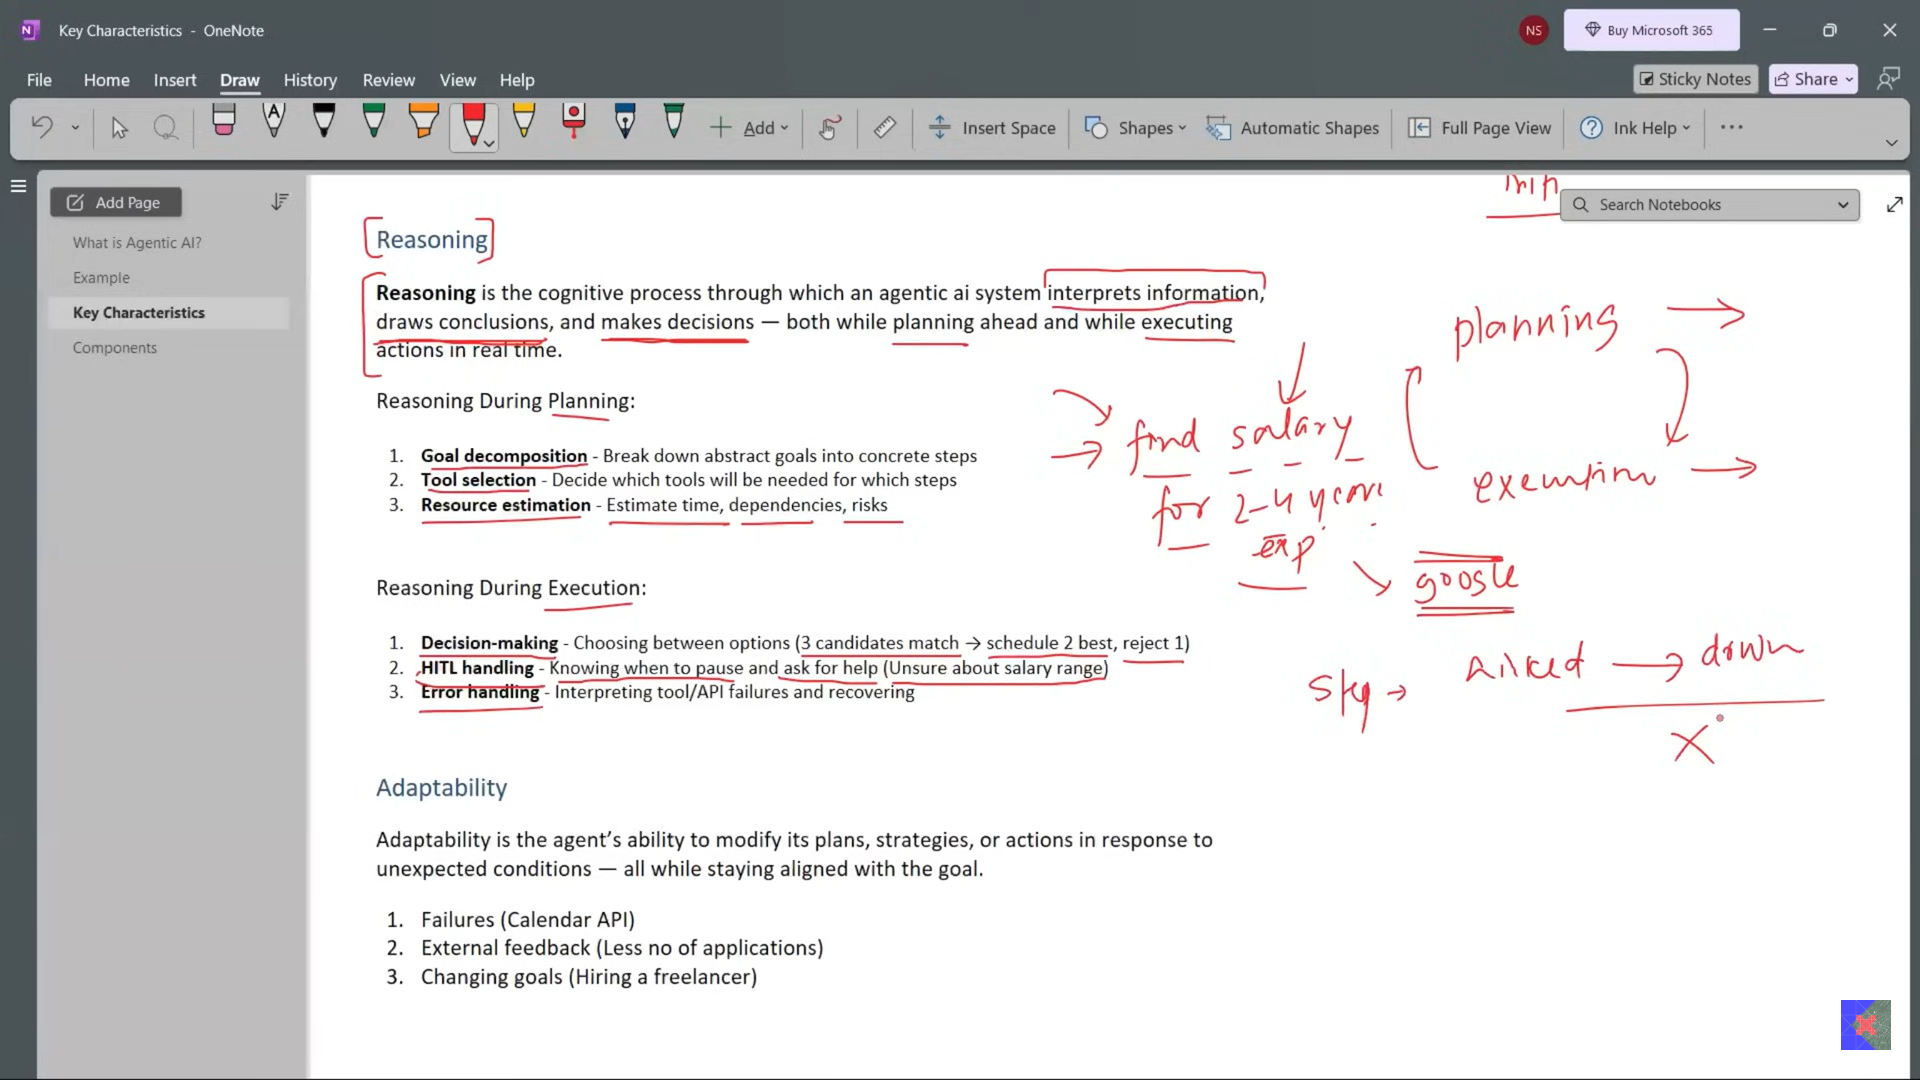 Key Characteristics - OneNote
NS
Buy Microsoft 365
File Home Insert Draw History Review View Help
Sticky Notes
Share
Add
Insert Space
Shapes
Automatic Shapes
Full Page View
Ink Help
Add Page
Search Notebooks
What is Agentic AI?
Example
Key Characteristics
Components
Reasoning
Reasoning is the cognitive process through which an agentic ai system interprets information,
draws conclusions, and makes decisions — both while planning ahead and while executing
actions in real time.
Reasoning During Planning:
1. Goal decomposition - Break down abstract goals into concrete steps
2. Tool selection - Decide which tools will be needed for which steps
3. Resource estimation - Estimate time, dependencies, risks
Reasoning During Execution:
1. Decision-making - Choosing between options (3 candidates match → schedule 2 best, reject 1)
2. HITL handling - Knowing when to pause and ask for help (Unsure about salary range)
3. Error handling - Interpreting tool/API failures and recovering
Adaptability
Adaptability is the agent’s ability to modify its plans, strategies, or actions in response to
unexpected conditions — all while staying aligned with the goal.
1. Failures (Calendar API)
2. External feedback (Less no of applications)
3. Changing goals (Hiring a freelancer)
planning →
→ find salary
for 2-4 years
exp
execution →
google
→ down
X